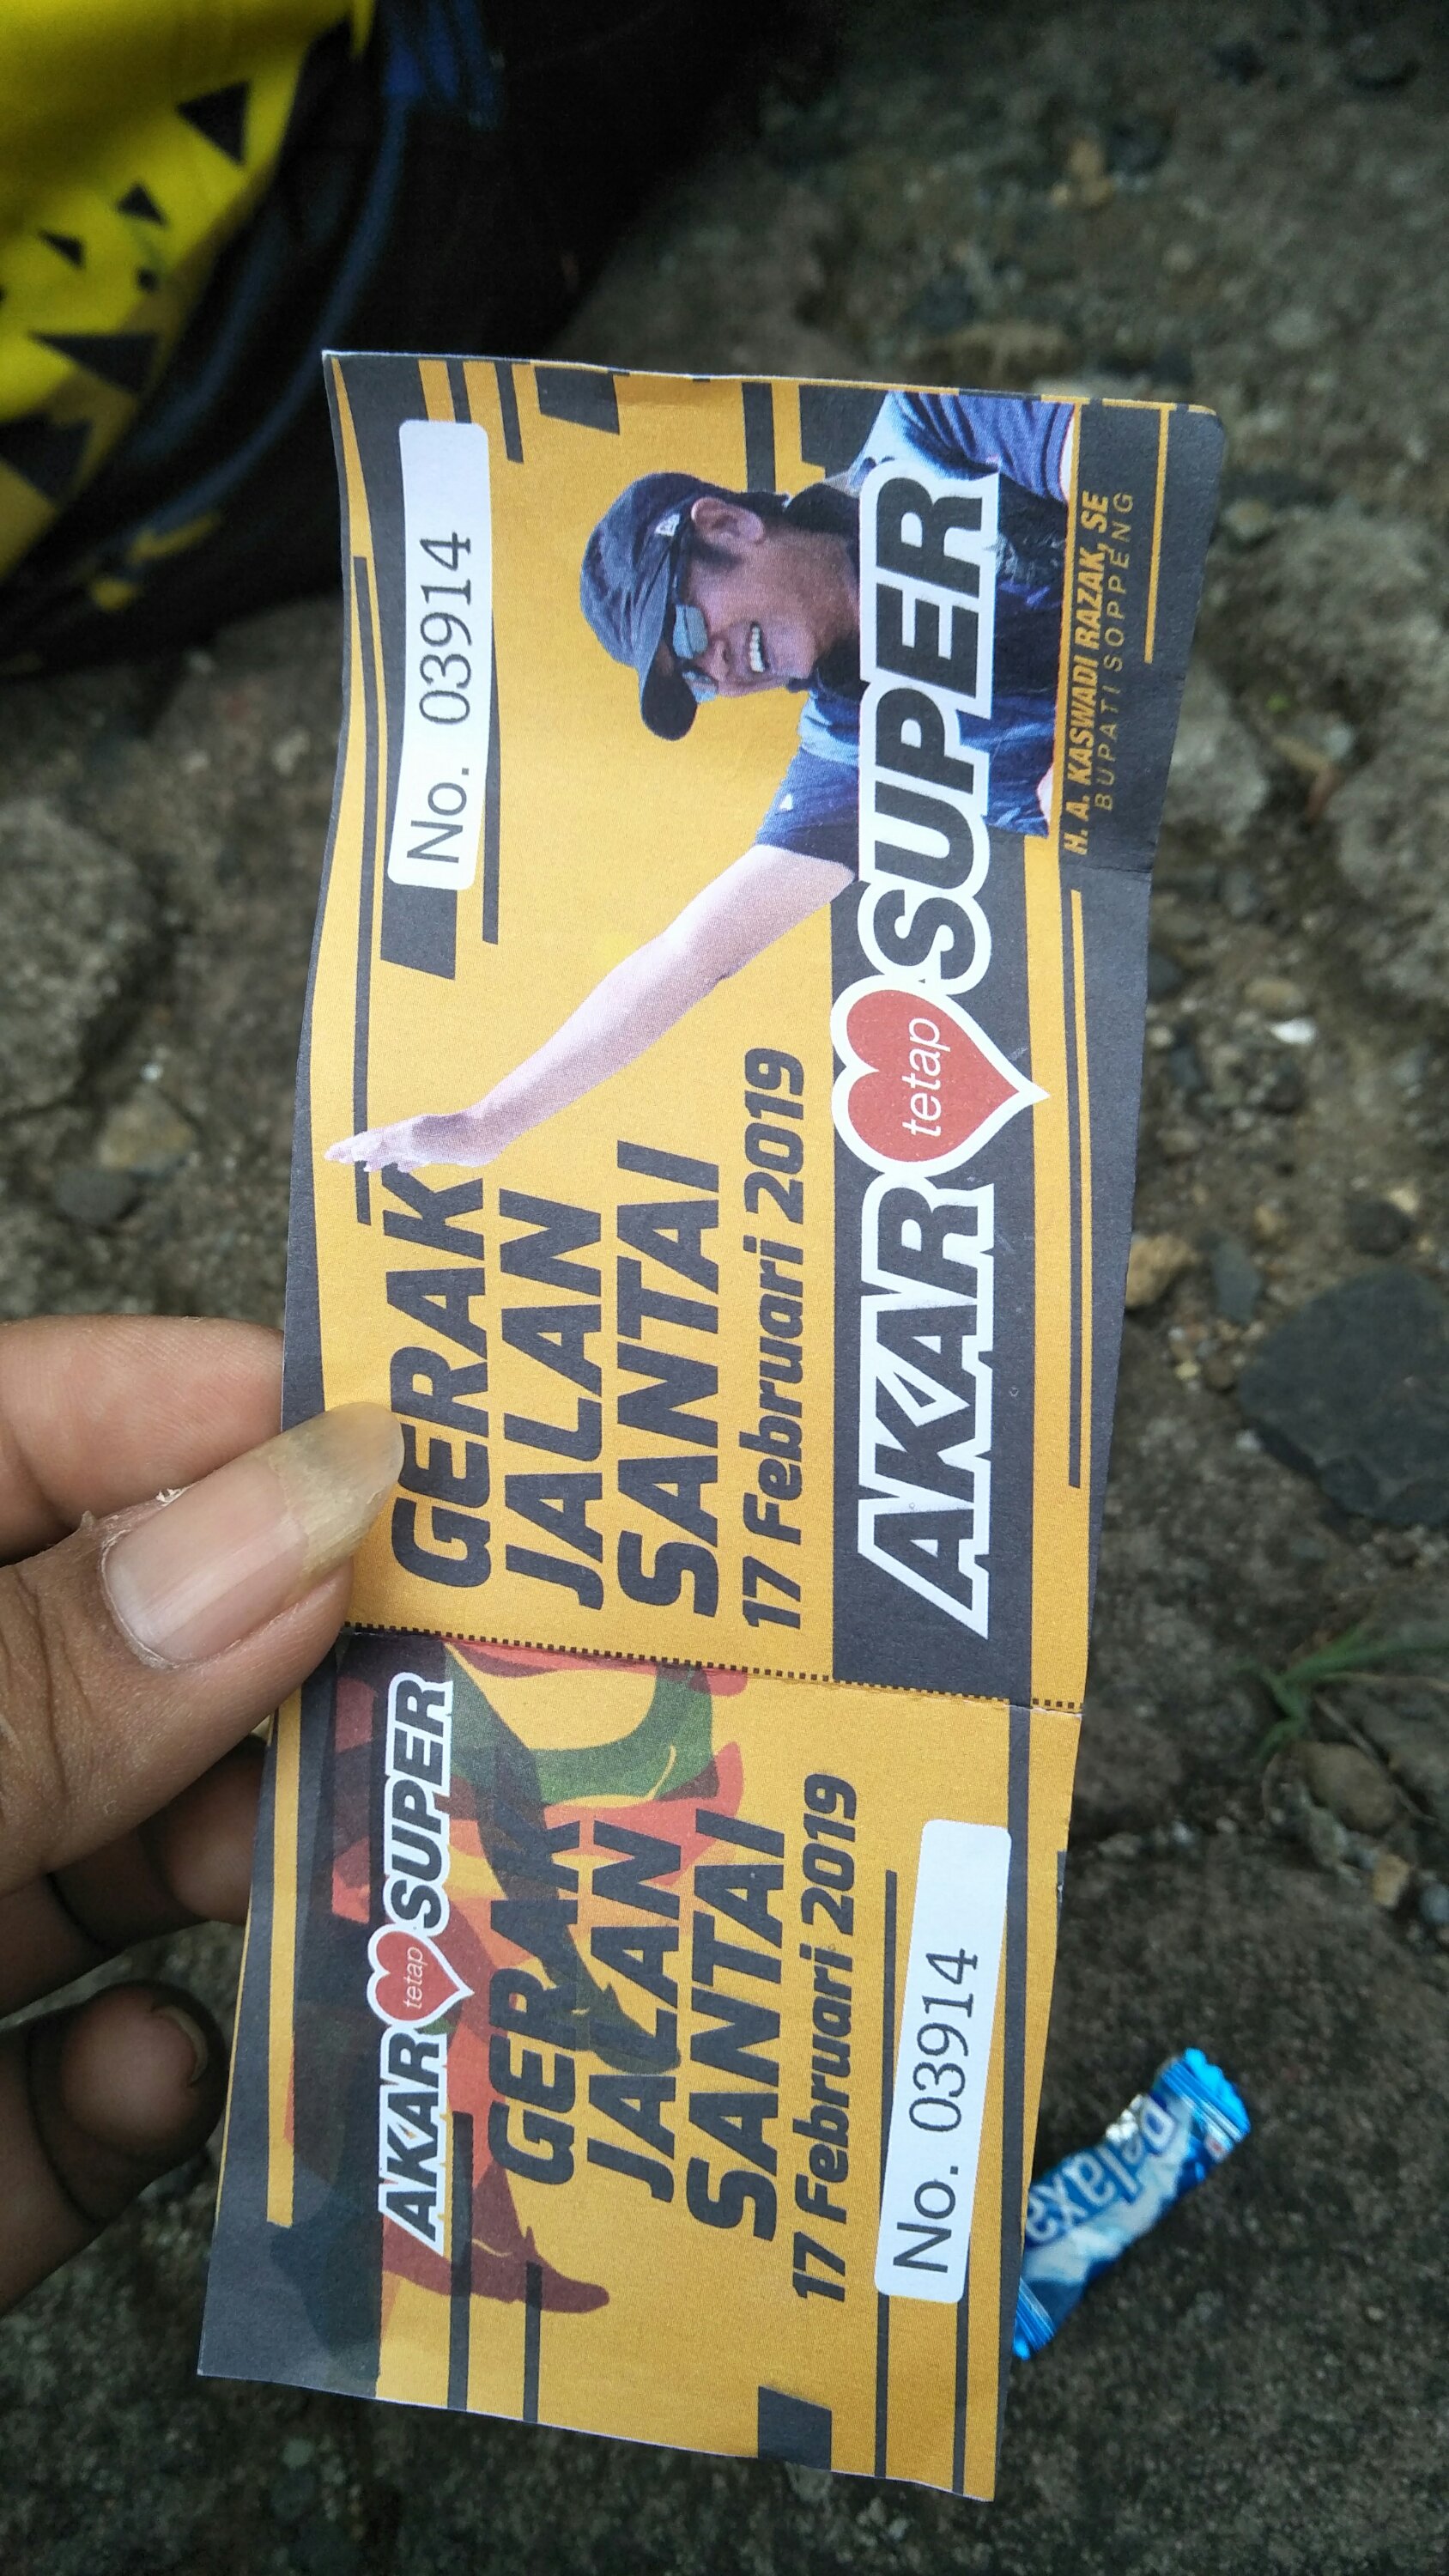 No. 03914
GERAK
JALAN
SANTAI
17 Februari 2019
AKAR tetap SUPER
H. A. KASWADI RAZAK, SE
BUPATI SOPPENG
AKAR tetap SUPER
GERAK
JALAN
SANTAI
17 Februari 2019
No. 03914
Relaxa